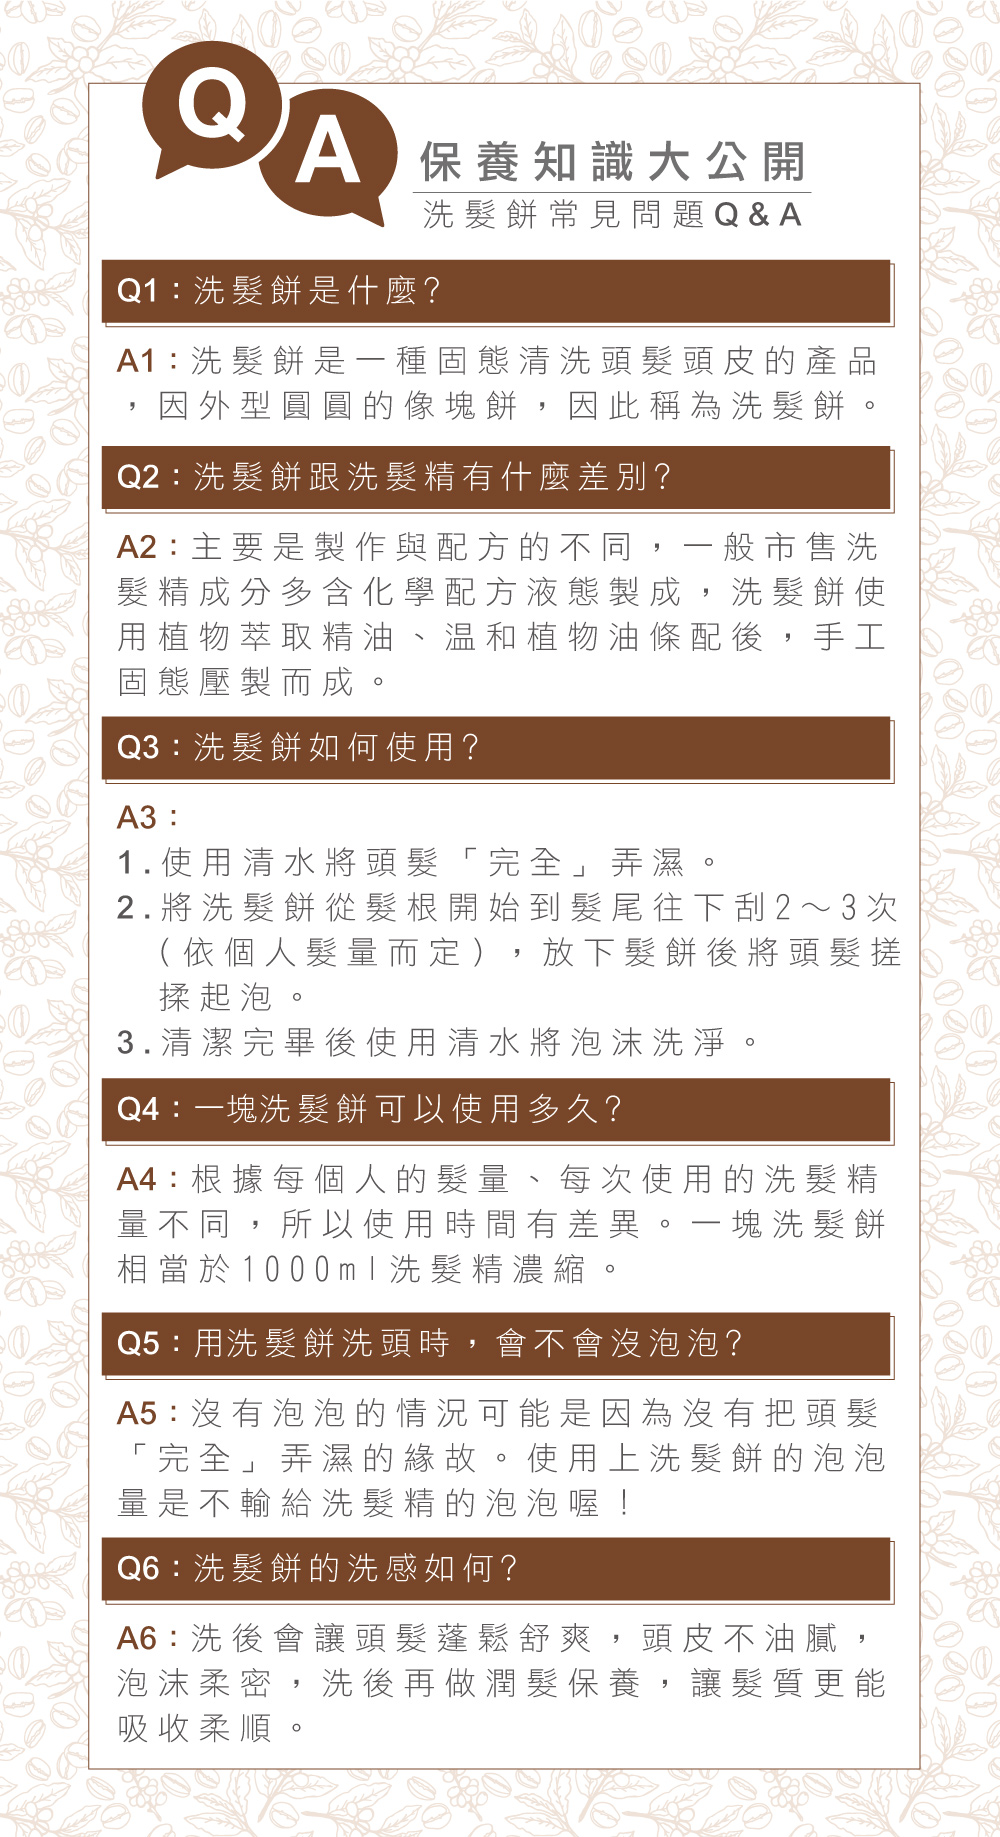 Q
A
保養知識大公開
洗髮餅常見問題Q&A
Q1：洗髮餅是什麼?
A1：洗髮餅是一種固態清洗頭髮頭皮的產品
，因外型圓圓的像塊餅，因此稱為洗髮餅。
Q2：洗髮餅跟洗髮精有什麼差別?
A2：主要是製作與配方的不同，一般市售洗
髮精成分多含化學配方液態製成，洗髮餅使
用植物萃取精油、温和植物油條配後，手工
固態壓製而成。
Q3：洗髮餅如何使用?
A3：
1.使用清水將頭髮「完全」弄濕。
2.將洗髮餅從髮根開始到髮尾往下刮2～3次
(依個人髮量而定)，放下髮餅後將頭髮搓
揉起泡。
3.清潔完畢後使用清水將泡沫洗淨。
Q4：一塊洗髮餅可以使用多久?
A4：根據每個人的髮量、每次使用的洗髮精
量不同，所以使用時間有差異。一塊洗髮餅
相當於1000ml洗髮精濃縮。
Q5：用洗髮餅洗頭時，會不會沒泡泡?
A5：沒有泡泡的情況可能是因為沒有把頭髮
「完全」弄濕的緣故。使用上洗髮餅的泡泡
量是不輸給洗髮精的泡泡喔！
Q6：洗髮餅的洗感如何?
A6：洗後會讓頭髮蓬鬆舒爽，頭皮不油膩，
泡沫柔密，洗後再做潤髮保養，讓髮質更能
吸收柔順。